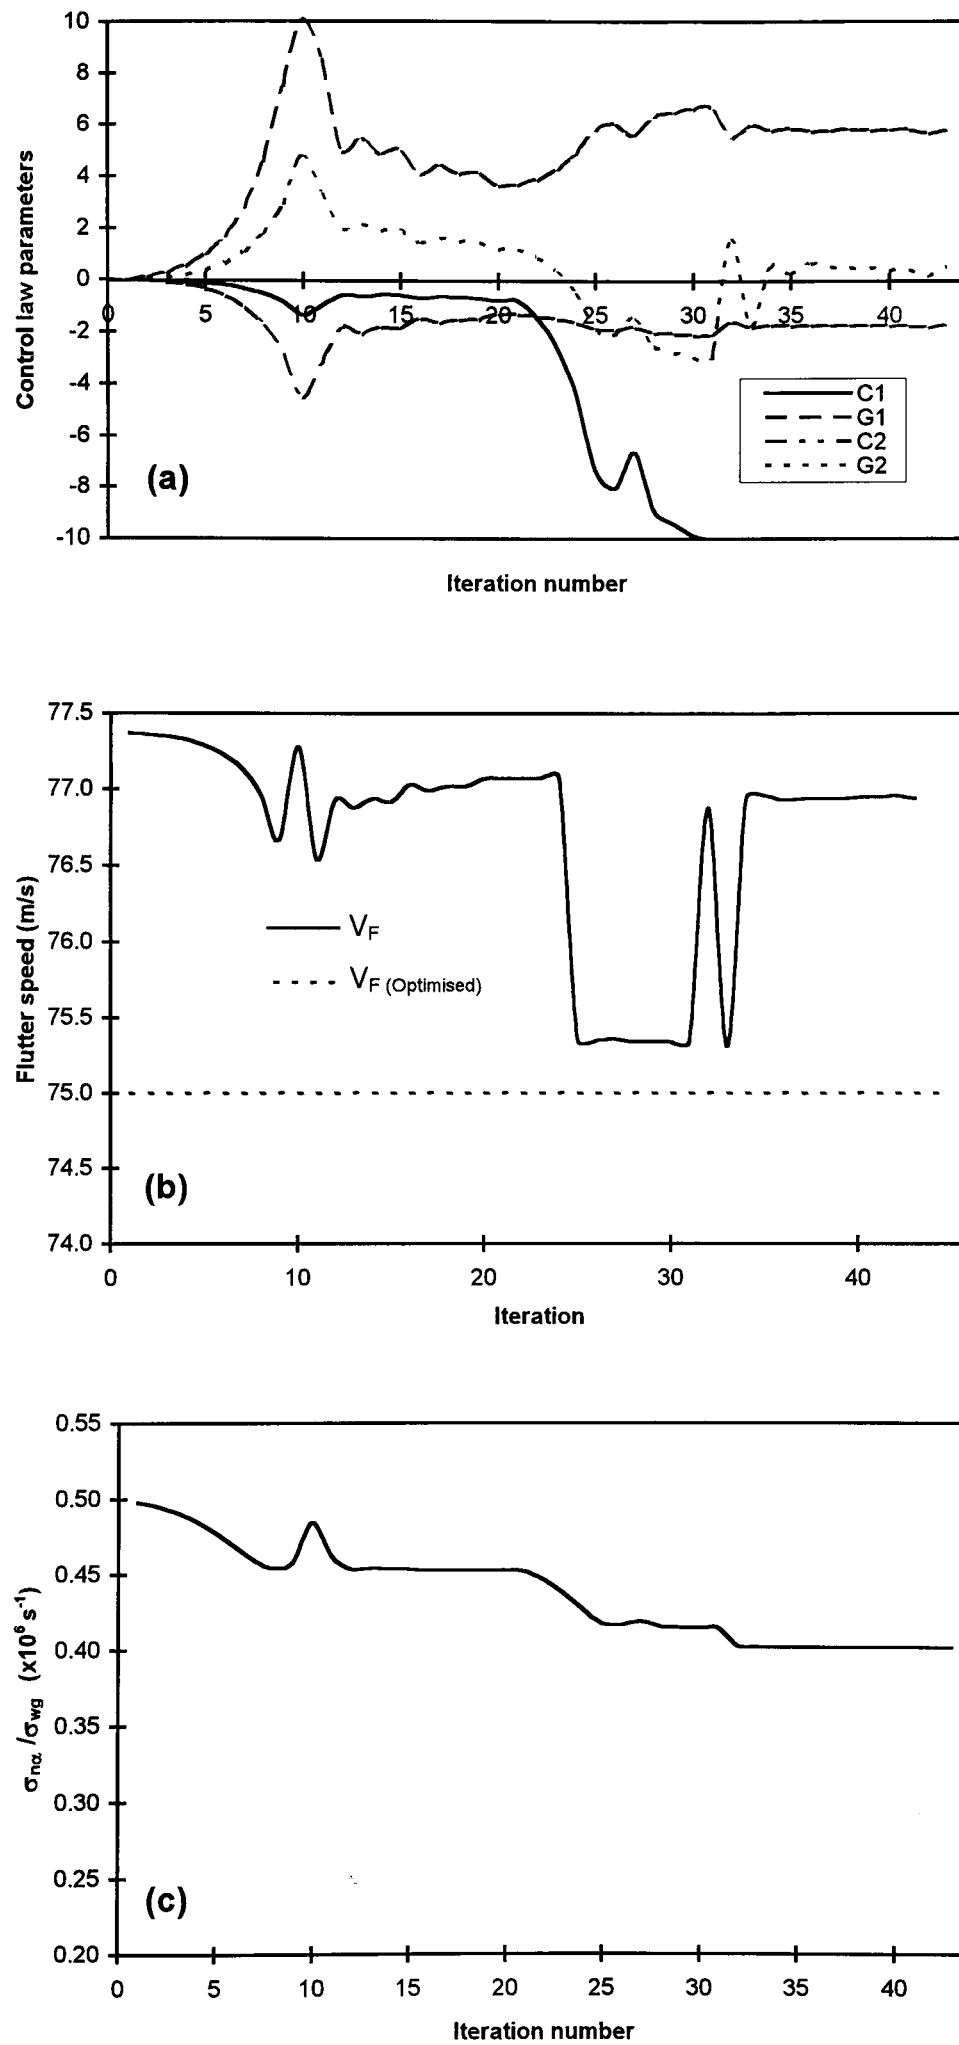 10
8
6
4
2
0
-2
-4
-6
-8
-10
Control law parameters
5 10 15 20 25 30 35 40
C1
G1
C2
G2
(a)
Iteration number
77.5
77.0
76.5
76.0
75.5
75.0
74.5
74.0
Flutter speed (m/s)
V_F
V_F (Optimised)
(b)
0 10 20 30 40
Iteration
0.55
0.50
0.45
0.40
0.35
0.30
0.25
0.20
σnα /σwg (x10⁶ s⁻¹)
(c)
0 5 10 15 20 25 30 35 40
Iteration number